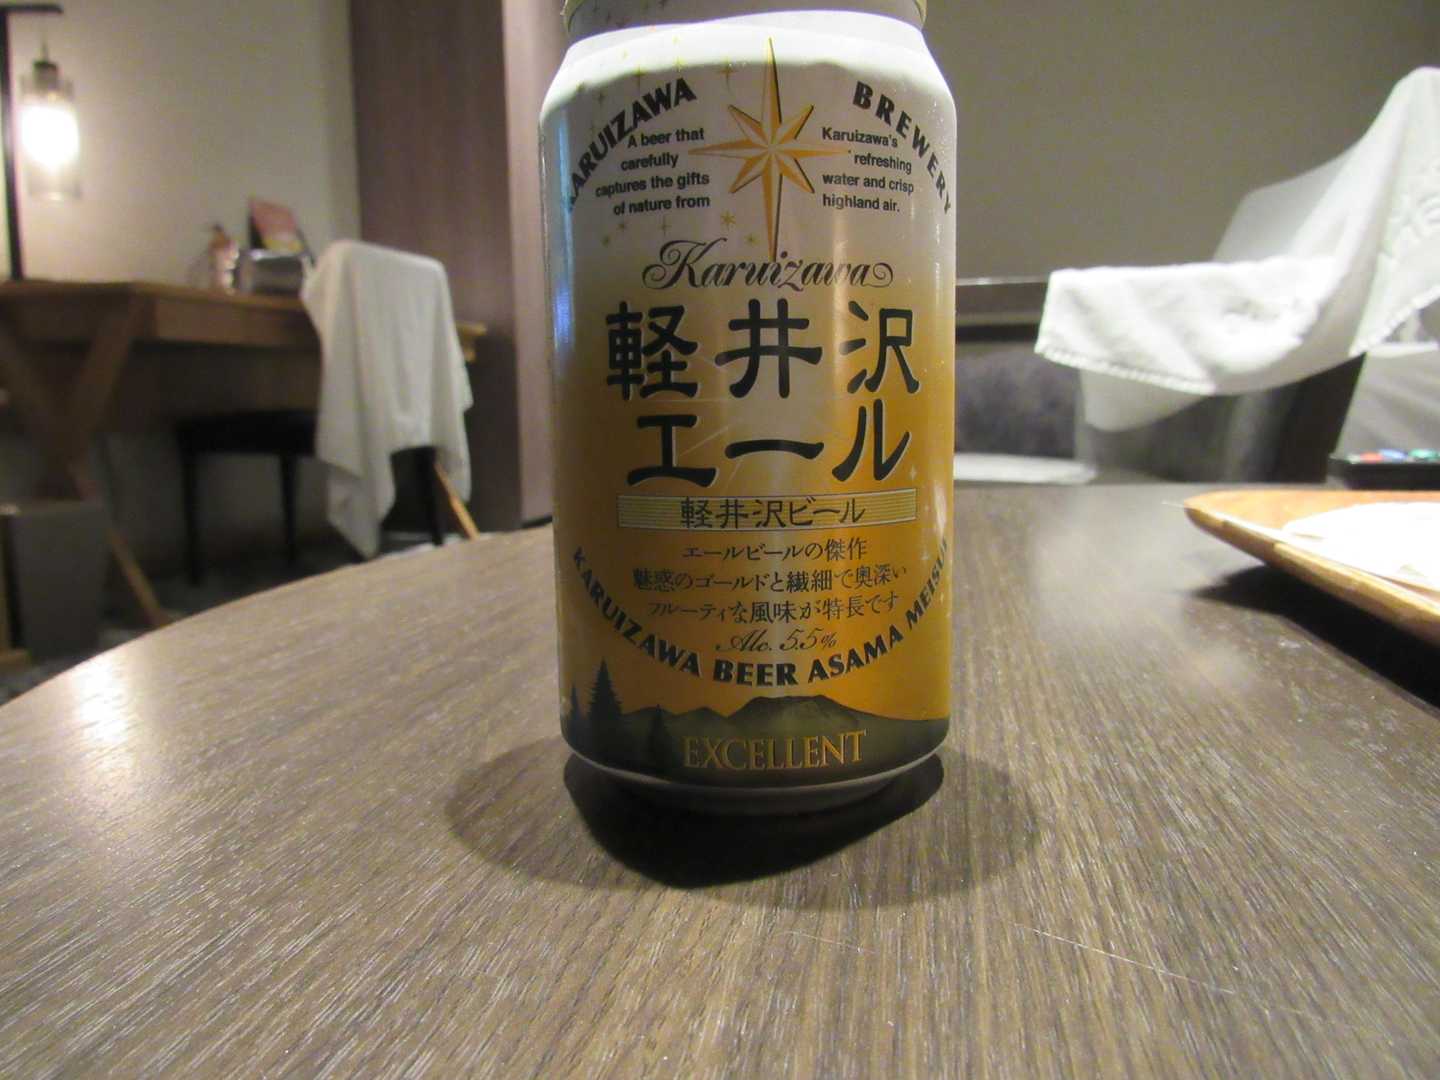 KARUIZAWA BREWERY
A beer that
carefully
captures the gifts
of nature from
Karuizawa's
refreshing
water and crisp
highland air.
Karuizawa
軽井沢
エール
軽井沢ビール
エールビールの傑作
魅惑のゴールドと繊細で奥深い
フルーティな風味が特長です
Alc. 5.5%
KARUIZAWA BEER ASAMA MEISUI
EXCELLENT